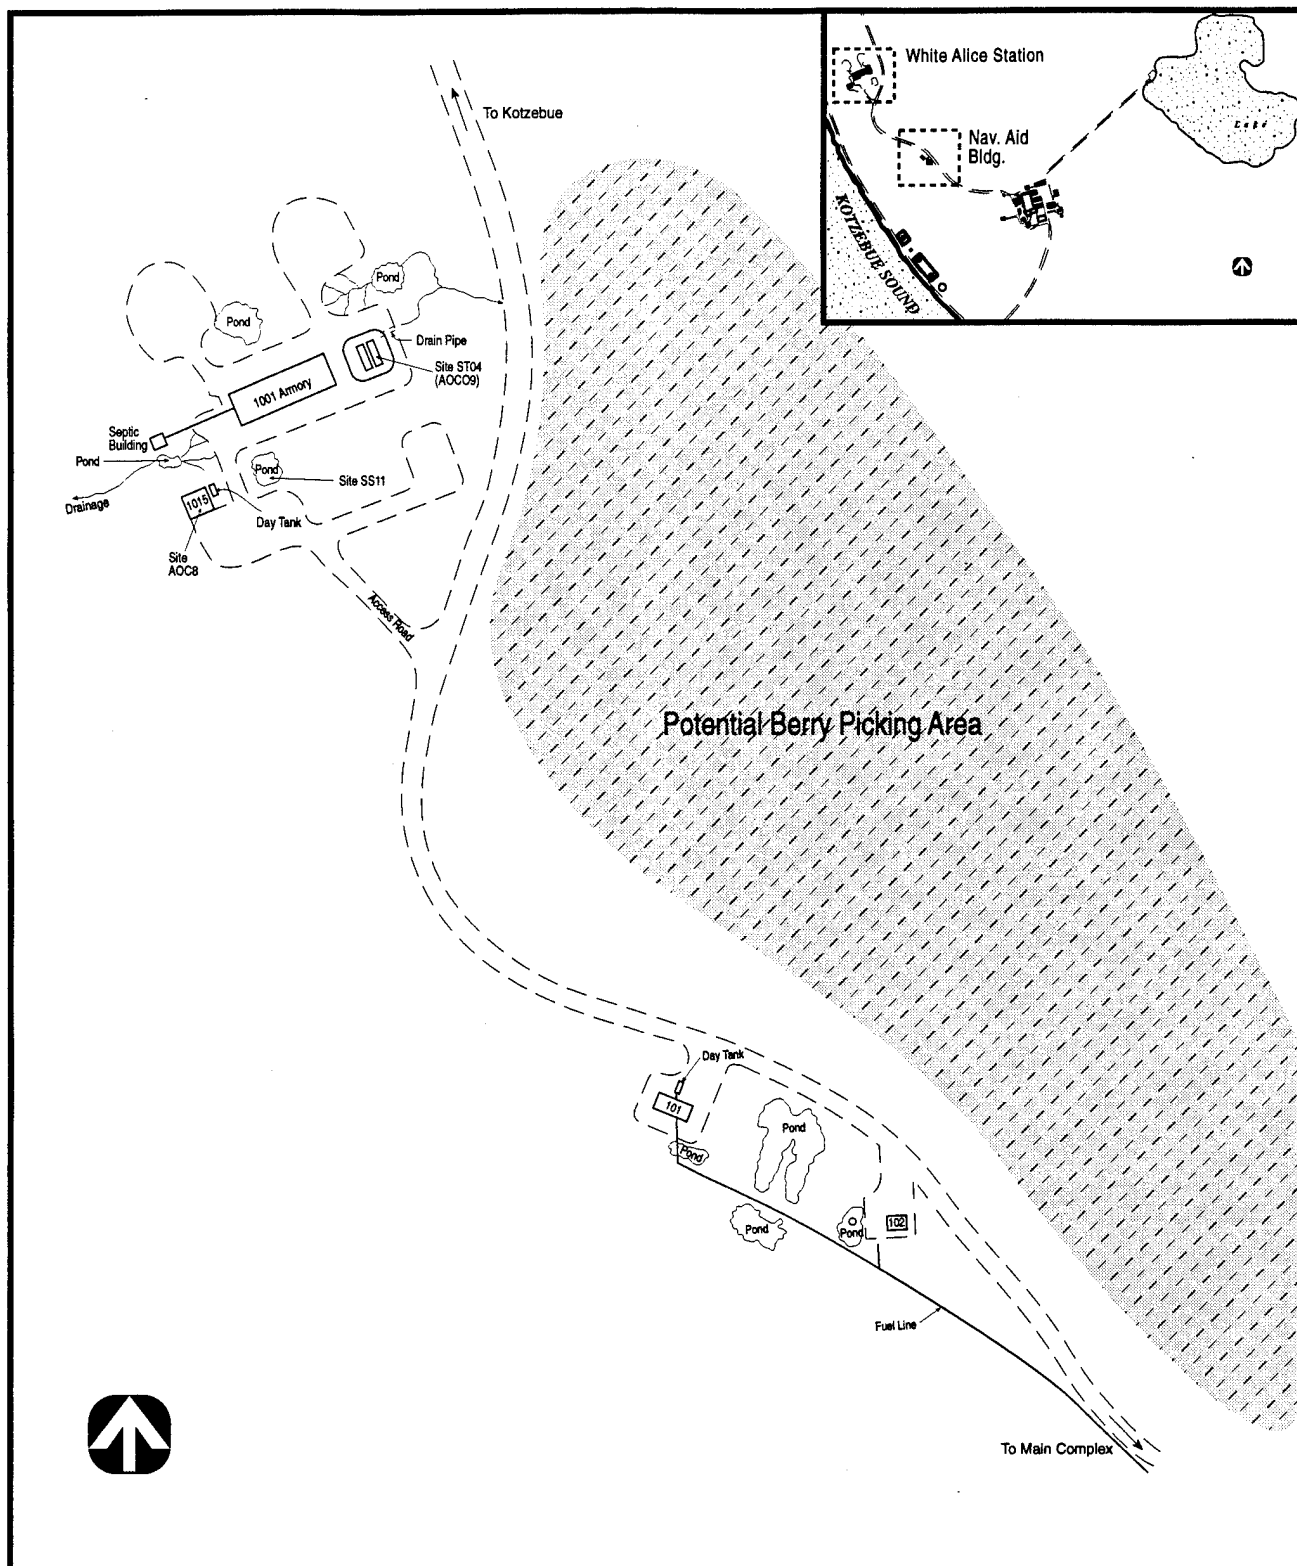 White Alice Station
Nav. Aid
Bldg.
Lake
KOTZEBUE SOUND
To Kotzebue
Pond
Pond
Drain Pipe
Site ST04
(AOCO9)
1001 Armory
Septic
Building
Pond
Pond
Site SS11
Drainage
1015
Day Tank
Site
AOC8
Access Road
Potential Berry Picking Area
Day Tank
101
Pond
Pond
Pond
Pond
102
Fuel Line
To Main Complex